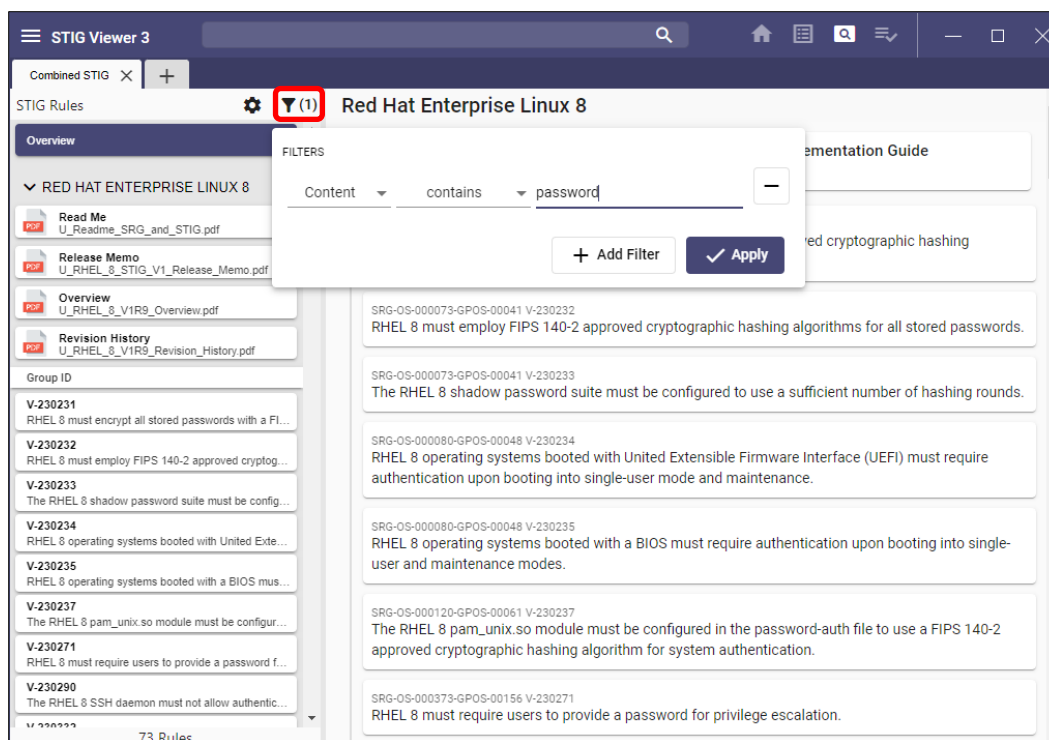 STIG Viewer 3
Combined STIG
STIG Rules
(1)
Red Hat Enterprise Linux 8
Overview
FILTERS
Content contains password
+ Add Filter
Apply
ementation Guide
ved cryptographic hashing
RED HAT ENTERPRISE LINUX 8
PDF
Read Me
U_Readme_SRG_and_STIG.pdf
PDF
Release Memo
U_RHEL_8_STIG_V1_Release_Memo.pdf
PDF
Overview
U_RHEL_8_V1R9_Overview.pdf
PDF
Revision History
U_RHEL_8_V1R9_Revision_History.pdf
Group ID
V-230231
RHEL 8 must encrypt all stored passwords with a FI...
V-230232
RHEL 8 must employ FIPS 140-2 approved cryptog...
V-230233
The RHEL 8 shadow password suite must be config...
V-230234
RHEL 8 operating systems booted with United Exte...
V-230235
RHEL 8 operating systems booted with a BIOS mus...
V-230237
The RHEL 8 pam_unix.so module must be configur...
V-230271
RHEL 8 must require users to provide a password f...
V-230290
The RHEL 8 SSH daemon must not allow authentic...
73 Rules
SRG-OS-000073-GPOS-00041 V-230232
RHEL 8 must employ FIPS 140-2 approved cryptographic hashing algorithms for all stored passwords.
SRG-OS-000073-GPOS-00041 V-230233
The RHEL 8 shadow password suite must be configured to use a sufficient number of hashing rounds.
SRG-OS-000080-GPOS-00048 V-230234
RHEL 8 operating systems booted with United Extensible Firmware Interface (UEFI) must require
authentication upon booting into single-user mode and maintenance.
SRG-OS-000080-GPOS-00048 V-230235
RHEL 8 operating systems booted with a BIOS must require authentication upon booting into single-
user and maintenance modes.
SRG-OS-000120-GPOS-00061 V-230237
The RHEL 8 pam_unix.so module must be configured in the password-auth file to use a FIPS 140-2
approved cryptographic hashing algorithm for system authentication.
SRG-OS-000373-GPOS-00156 V-230271
RHEL 8 must require users to provide a password for privilege escalation.